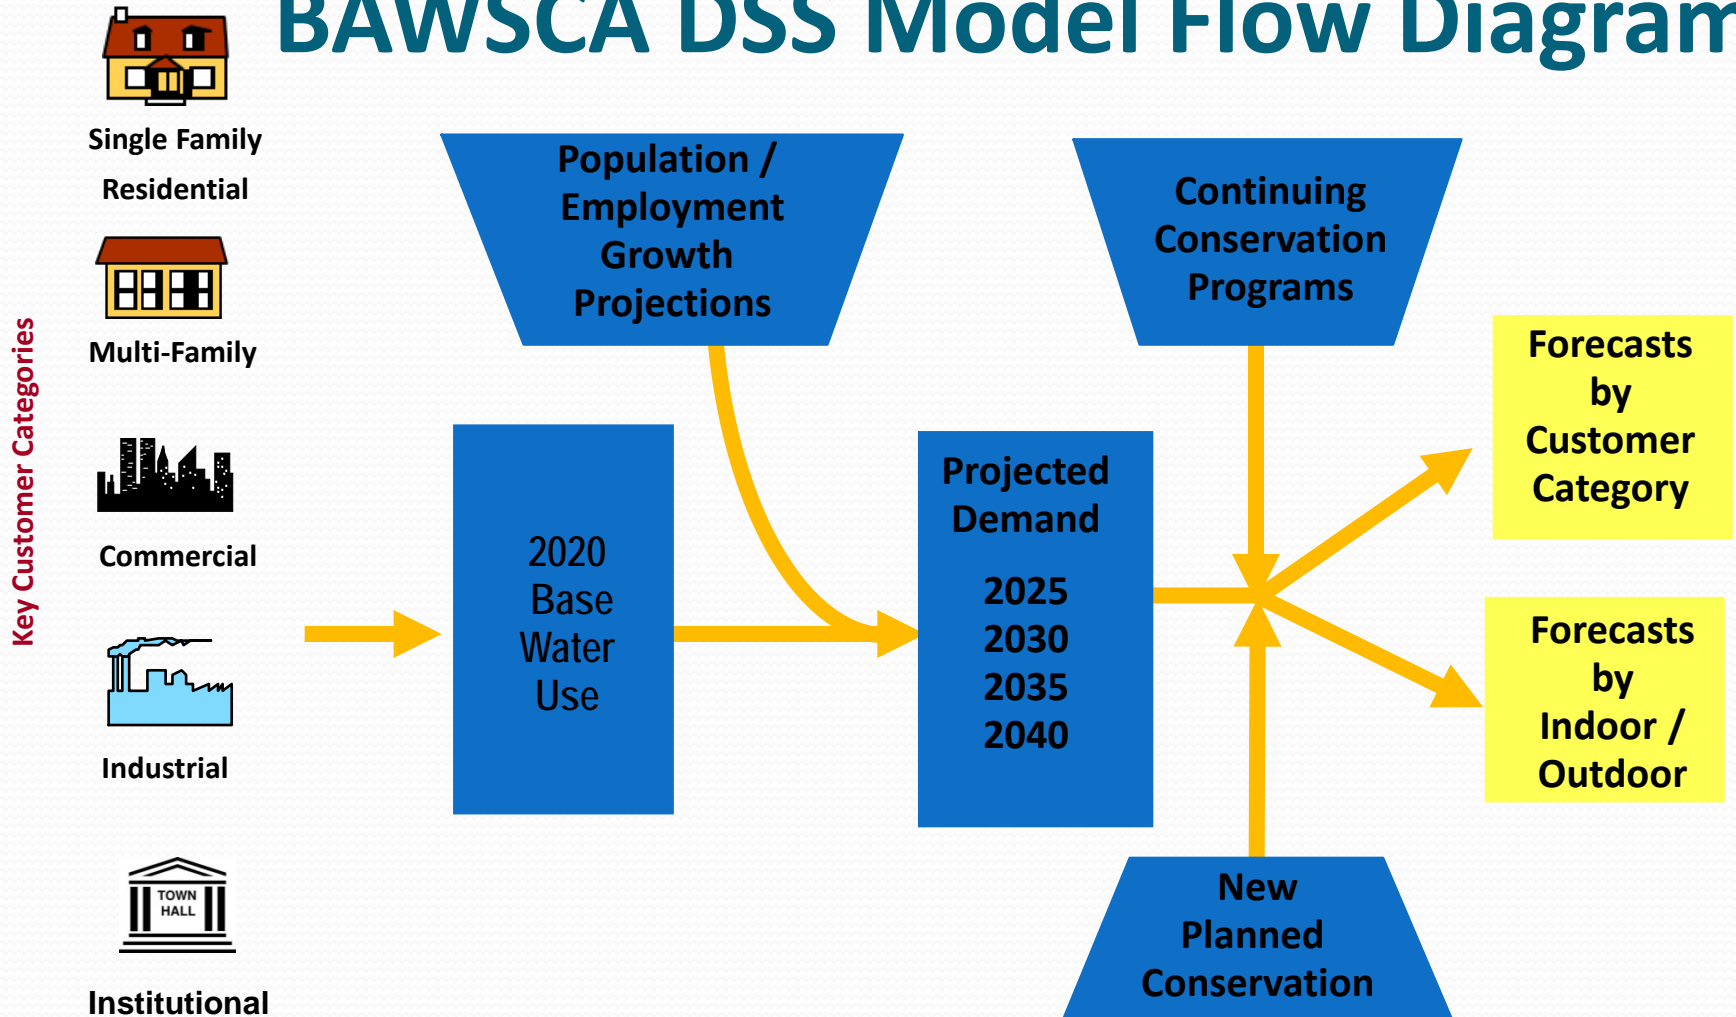 BAWSCA DSS Model Flow Diagram
Key Customer Categories
Single Family
Residential
Multi-Family
Commercial
Industrial
TOWN
HALL
Institutional
Population /
Employment
Growth
Projections
2020
Base
Water
Use
Projected
Demand
2025
2030
2035
2040
Continuing
Conservation
Programs
New
Planned
Conservation
Forecasts
by
Customer
Category
Forecasts
by
Indoor /
Outdoor